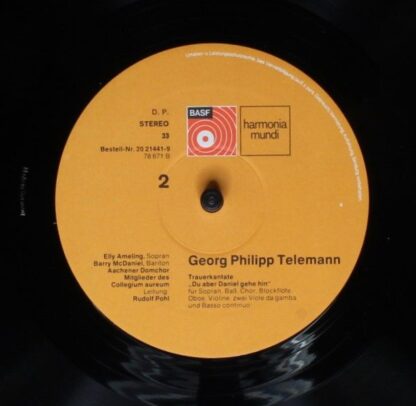 D. P.
STEREO
33
Bestell-Nr. 20 21441-9
78 671 B
BASF
harmonia
mundi
2
Elly Ameling, Sopran
Barry McDaniel, Bariton
Aachener Domchor
Mitglieder des
Collegium aureum
Leitung:
Rudolf Pohl
Georg Philipp Telemann
Trauerkantate
„Du aber Daniel gehe hin"
für Sopran, Baß, Chor, Blockflöte
Oboe, Violine, zwei Viole da gamba
und Basso continuo